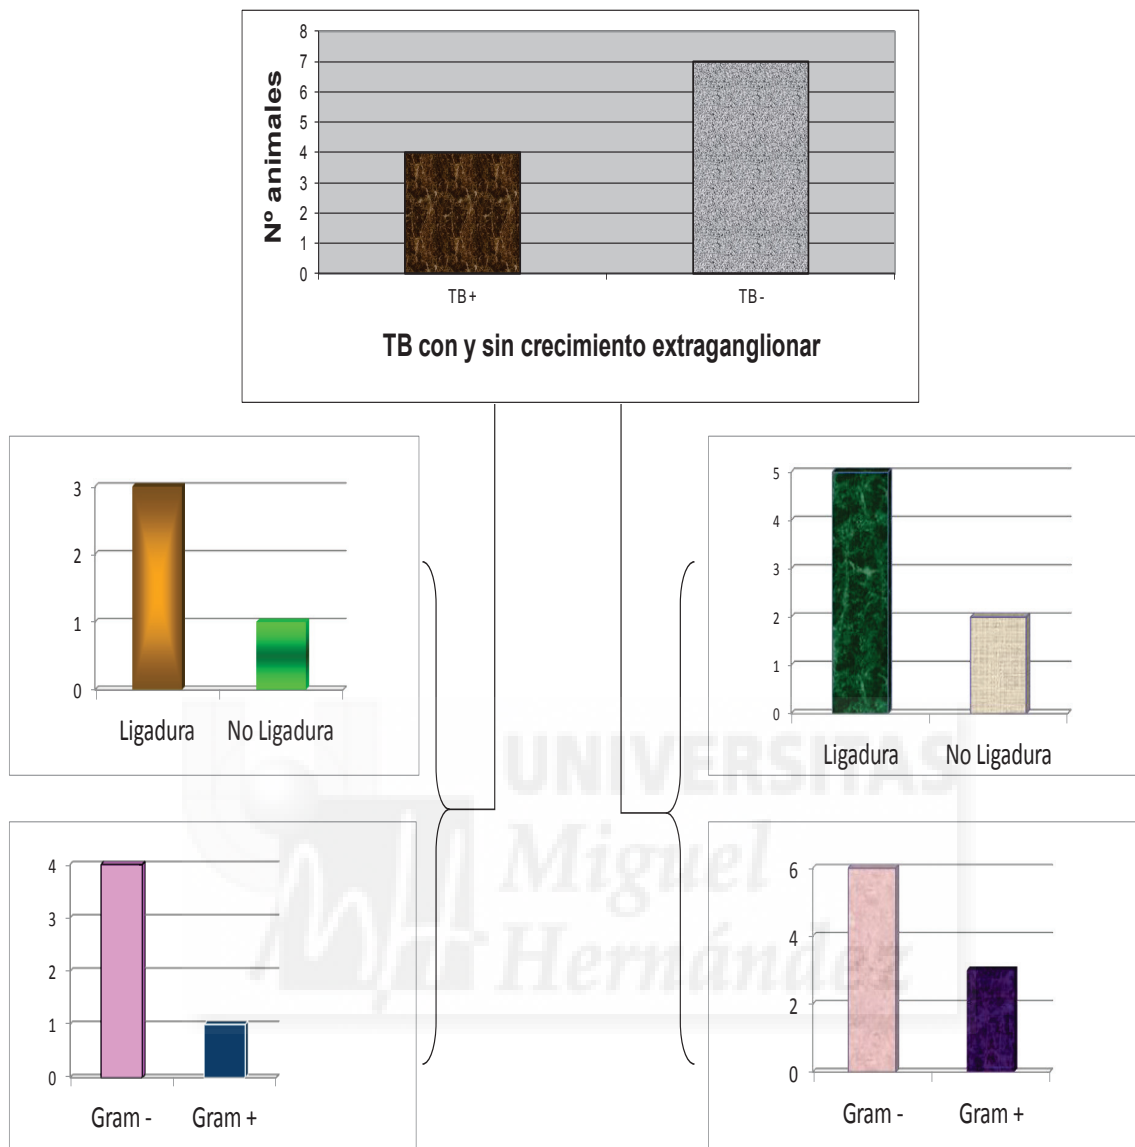 8
7
6
5
4
3
2
1
0
Nº animales
TB +
TB -
TB con y sin crecimiento extraganglionar
3
2
1
0
Ligadura
No Ligadura
5
4
3
2
1
0
Ligadura
No Ligadura
UNIVERSITAS
Miguel
Hernández
4
3
2
1
0
Gram -
Gram +
6
4
2
0
Gram -
Gram +